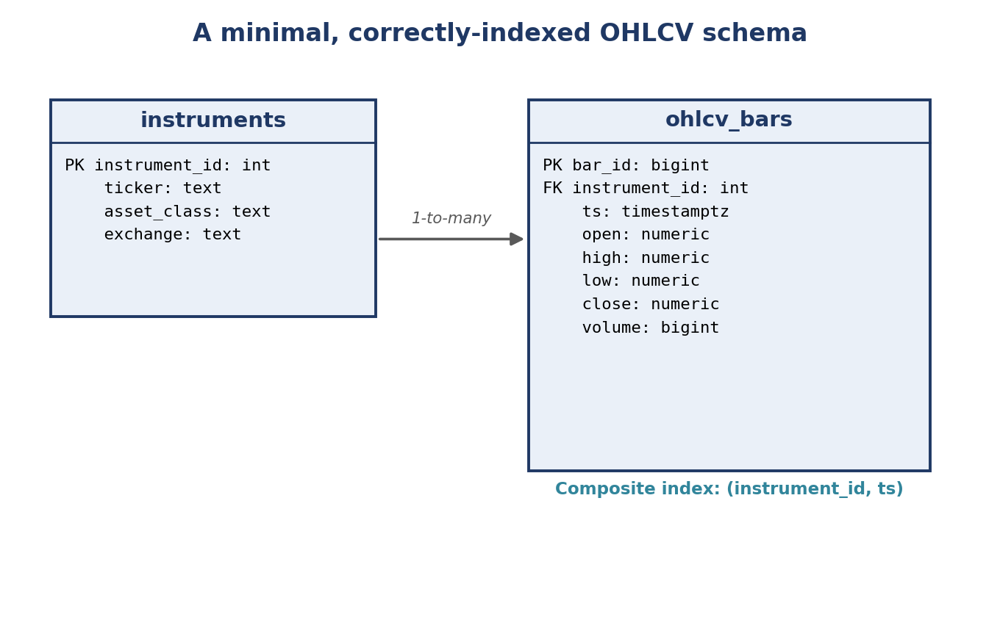 A minimal, correctly-indexed OHLCV schema
instruments
PK instrument_id: int
ticker: text
asset_class: text
exchange: text
1-to-many
ohlcv_bars
PK bar_id: bigint
FK instrument_id: int
ts: timestamptz
open: numeric
high: numeric
low: numeric
close: numeric
volume: bigint
Composite index: (instrument_id, ts)